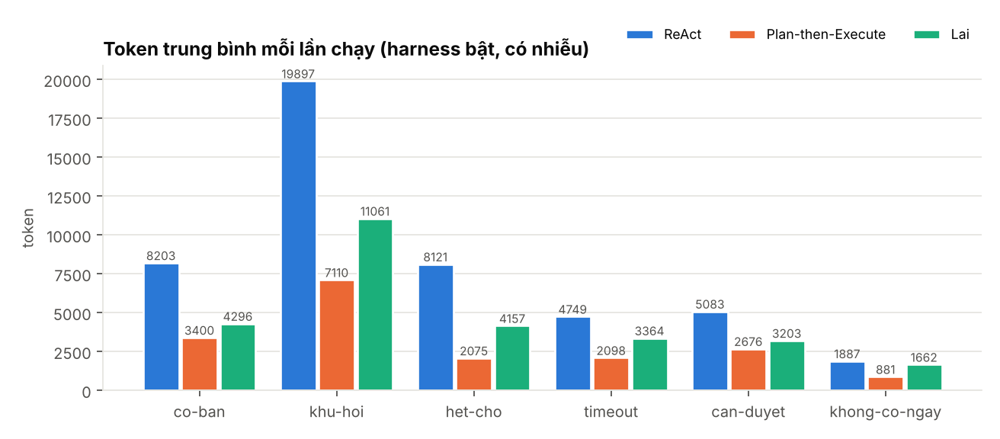 ReAct Plan-then-Execute Lai
Token trung bình mỗi lần chạy (harness bật, có nhiễu)
token
20000
17500
15000
12500
10000
7500
5000
2500
0
8203 3400 4296
19897 7110 11061
8121 2075 4157
4749 2098 3364
5083 2676 3203
1887 881 1662
co-ban khu-hoi het-cho timeout can-duyet khong-co-ngay